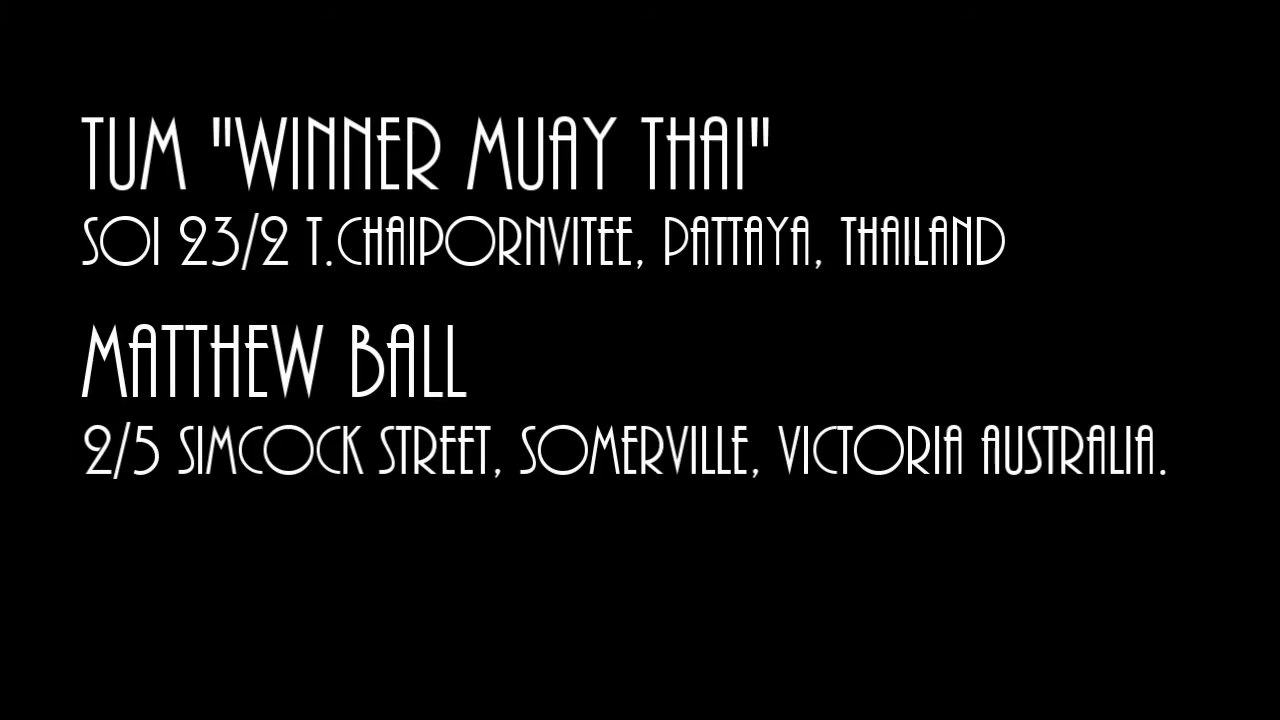 TUM "WINNER MUAY THAI"
SOI 23/2 T.CHAIPORNVITEE, PATTAYA, THAILAND
MATTHEW BALL
2/5 SIMCOCK STREET, SOMERVILLE, VICTORIA AUSTRALIA.